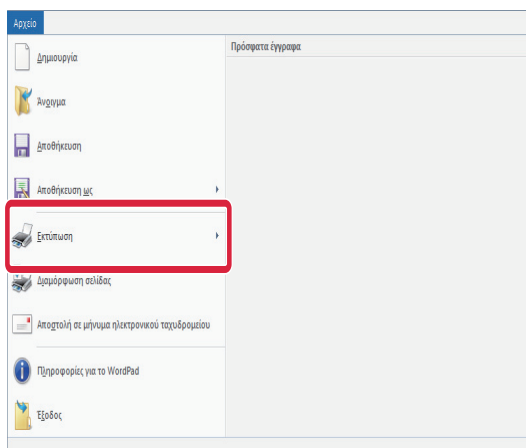 Αρχείο
Πρόσφατα έγγραφα
Δημιουργία
Άνοιγμα
Αποθήκευση
Αποθήκευση ως
Εκτύπωση
Διαμόρφωση σελίδας
Αποστολή σε μήνυμα ηλεκτρονικού ταχυδρομείου
Πληροφορίες για το WordPad
Έξοδος